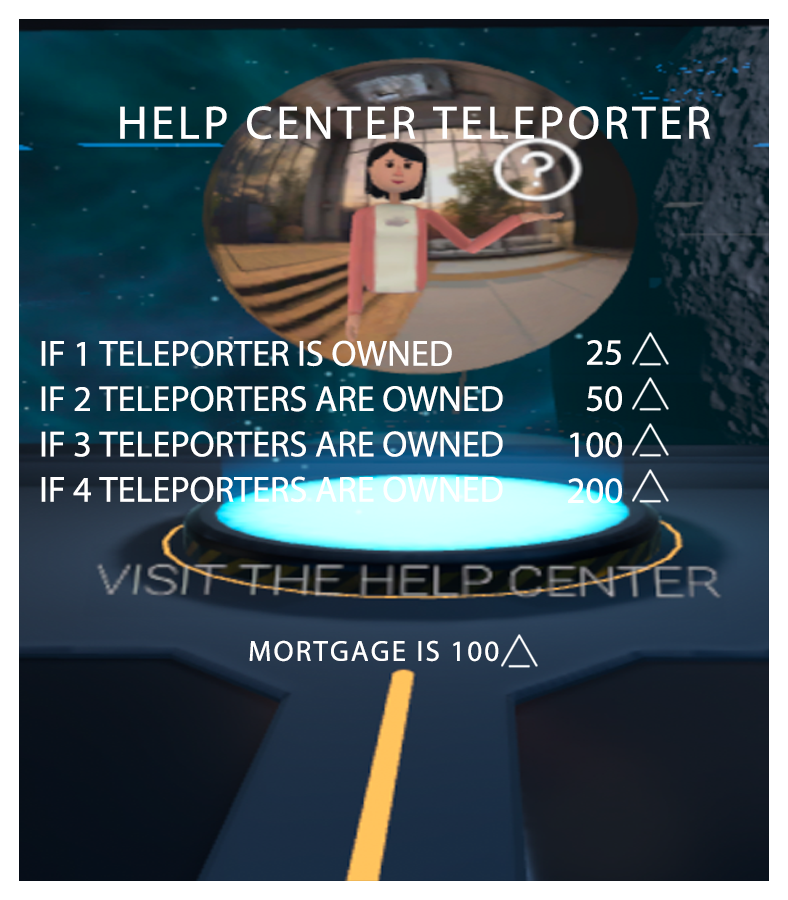 HELP CENTER TELEPORTER
?
IF 1 TELEPORTER IS OWNED 25
IF 2 TELEPORTERS ARE OWNED 50
IF 3 TELEPORTERS ARE OWNED 100
IF 4 TELEPORTERS ARE OWNED 200
VISIT THE HELP CENTER
MORTGAGE IS 100